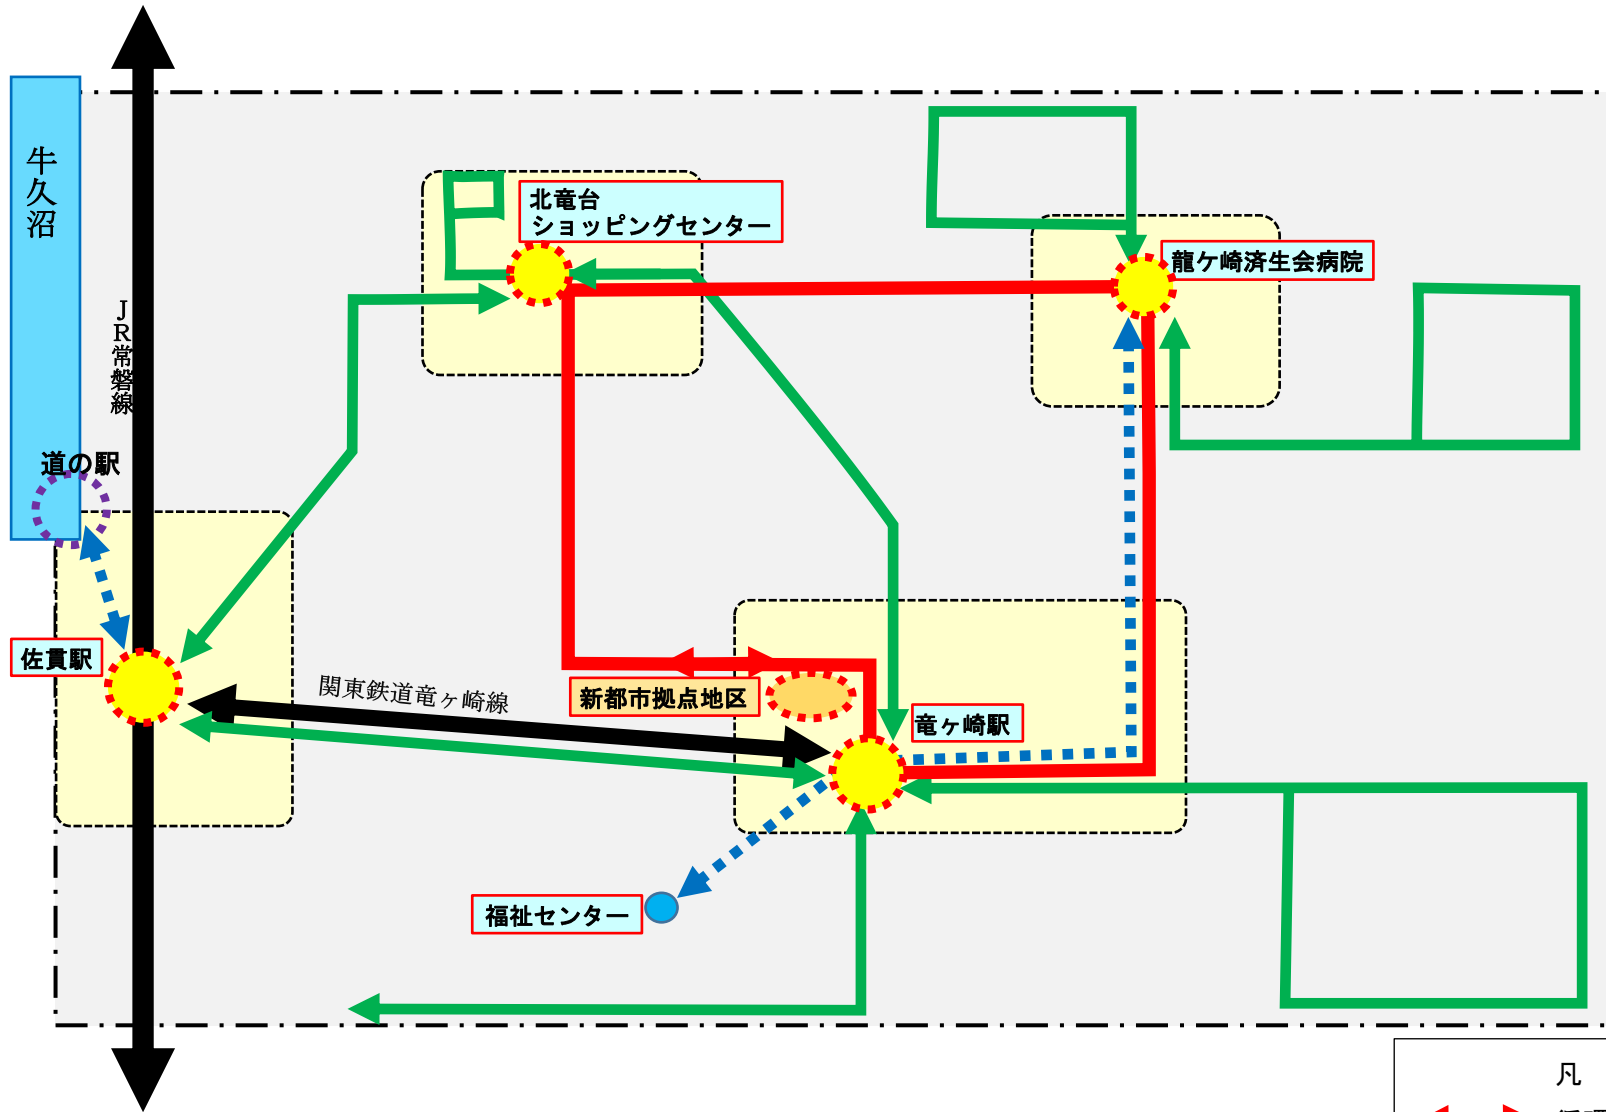 牛久沼
北竜台
ショッピングセンター
龍ケ崎済生会病院
JR常磐線
道の駅
佐貫駅
関東鉄道竜ヶ崎線
新都市拠点地区
竜ヶ崎駅
福祉センター
凡